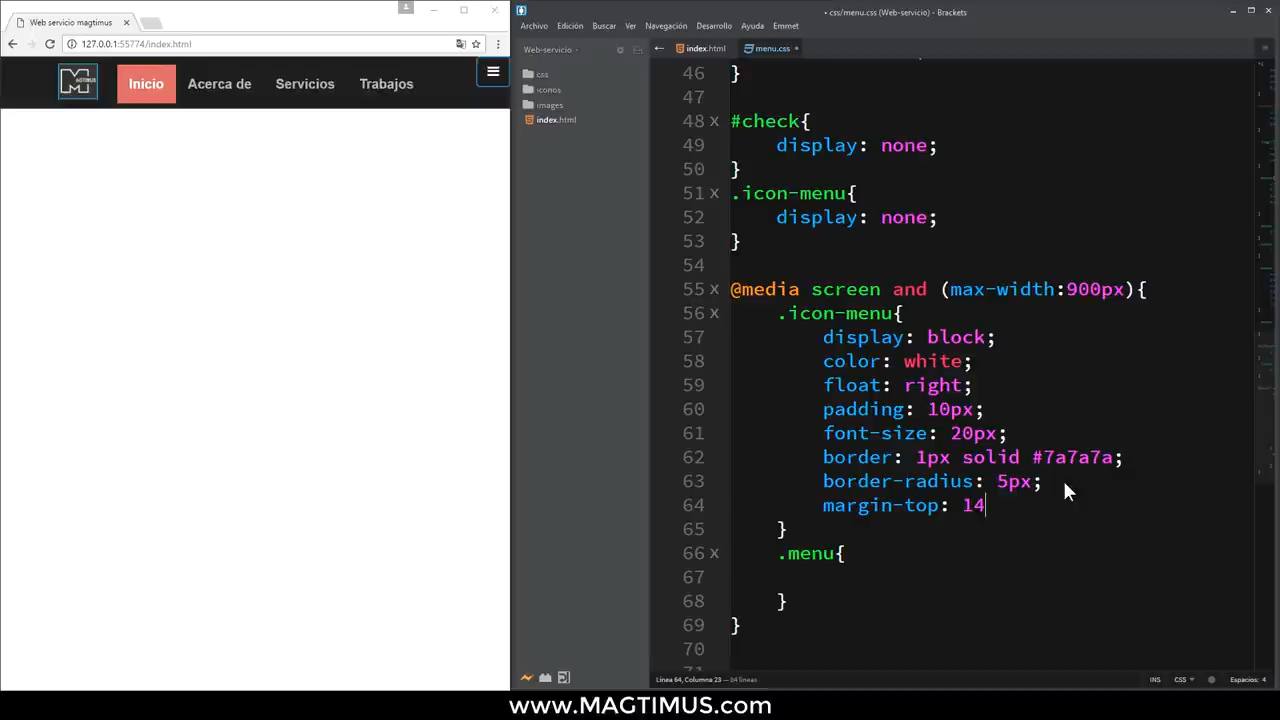 Web servicio magtimus
127.0.0.1:55774/index.html
MAGTIMUS
Inicio
Acerca de
Servicios
Trabajos
• css/menu.css (Web-servicio) - Brackets
Archivo Edición Buscar Ver Navegación Desarrollo Ayuda Emmet
Web-servicio
css
iconos
images
index.html
index.html
menu.css
46 }
47
48 #check{
49 display: none;
50 }
51 .icon-menu{
52 display: none;
53 }
54
55 @media screen and (max-width:900px){
56 .icon-menu{
57 display: block;
58 color: white;
59 float: right;
60 padding: 10px;
61 font-size: 20px;
62 border: 1px solid #7a7a7a;
63 border-radius: 5px;
64 margin-top: 14
65 }
66 .menu{
67
68 }
69 }
70
Línea 64, Columna 23 — 84 líneas
INS
CSS
Espacios: 4
www.MAGTIMUS.com